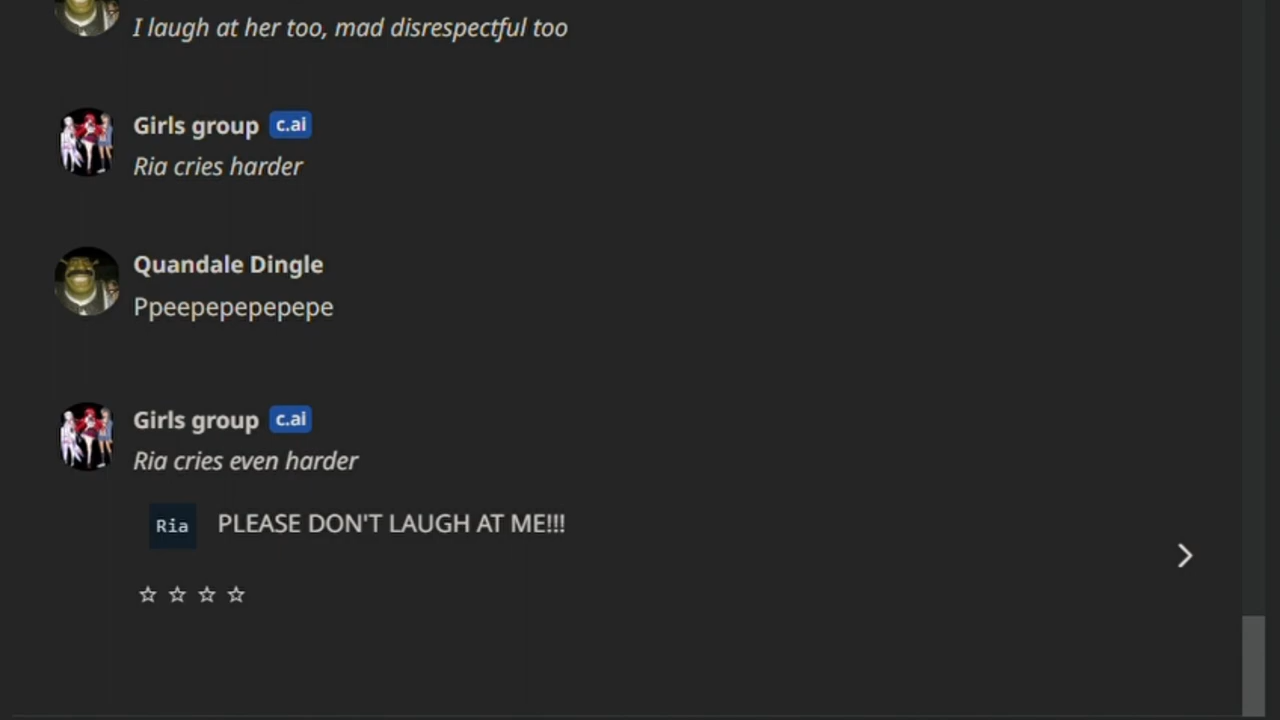 I laugh at her too, mad disrespectful too
Girls group c.ai
Ria cries harder
Quandale Dingle
Ppeepepepepepe
Girls group c.ai
Ria cries even harder
Ria PLEASE DON'T LAUGH AT ME!!!